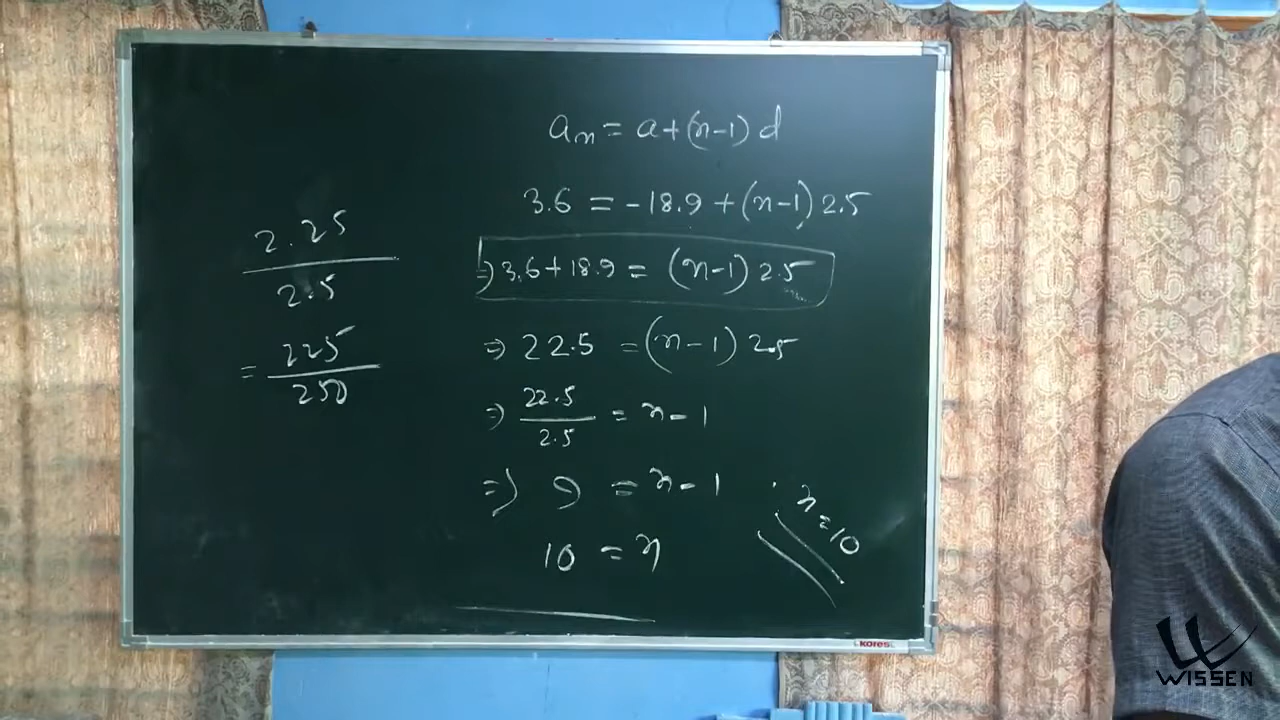 aₙ = a + (n-1) d
3.6 = -18.9 + (n-1) 2.5
⇒ 3.6 + 18.9 = (n-1) 2.5
⇒ 22.5 = (n-1) 2.5
⇒ 22.5/2.5 = n-1
⇒ 9 = n-1
10 = n
n = 10
2.25/2.5
= 225/250
kores
WISSEN